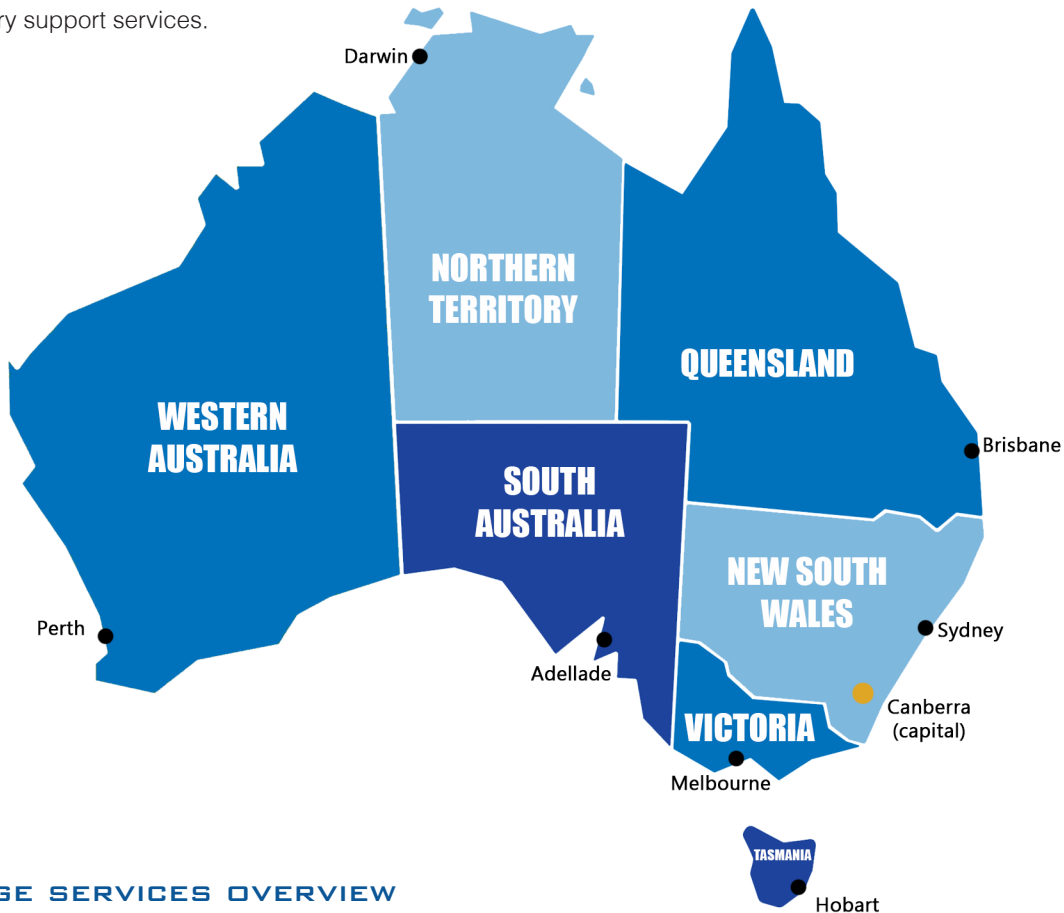 ry support services.
Darwin
NORTHERN
TERRITORY
QUEENSLAND
WESTERN
AUSTRALIA
Brisbane
SOUTH
AUSTRALIA
NEW SOUTH
WALES
Perth
Sydney
Adellade
Canberra
(capital)
VICTORIA
Melbourne
TASMANIA
GE SERVICES OVERVIEW
Hobart